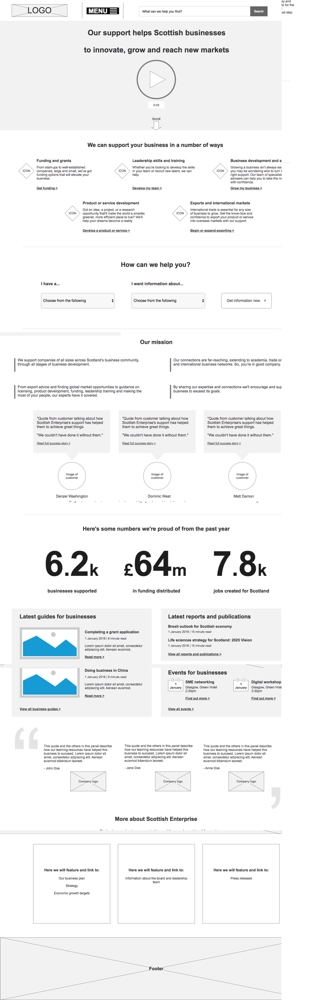 LOGO
MENU
What can we help you find?
Search
sy and
to for the
ext step
Our support helps Scottish businesses
to innovate, grow and reach new markets
0:43
Scroll
We can support your business in a number of ways
ICON
Funding and grants
From start-ups to well-established
companies, large and small, we've got
funding options that will elevate your
business.
Get funding >
ICON
Leadership skills and training
Whether you're looking to develop the skills
in your team or recruit new talent, we can
help.
Develop my team >
ICON
Business development and a
Growing a business isn't always eas
you may be wondering who to turn t
right support. Our team of specialist
advisers can help you to take the ne
with confidence.
Grow my business >
ICON
Product or service development
Got an idea, a project, or a research
opportunity that'll make the world a smarter,
greener, more efficient place to live? We'll
help your dreams become a reality
Develop a product or service >
ICON
Exports and international markets
International trade is essential for any size
of business to grow. Get the know-how and
confidence to export your product or service
into overseas markets with our support.
Begin or expand exporting >
How can we help you?
I have a...
I want information about...
Choose from the following
Choose from the following
Get information now >
Our mission
We support companies of all sizes across Scotland's business community,
through all stages of business development.
Our connections are far-reaching, extending to academia, trade or
and international business networks. So, you're in good company.
From export advice and finding global market opportunities to guidance on
licensing, product development, funding, leadership training and making the
most of your people, our experts have it covered.
By sharing our expertise and connections we'll encourage and sup
business to exceed its goals.
"Quote from customer talking about how
Scottish Enterprise's support has helped
them to achieve great things.
"We couldn't have done it without them."
Read full success story >
"Quote from customer talking about how
Scottish Enterprise's support has helped
them to achieve great things.
"We couldn't have done it without them."
Read full success story >
"Quote from customer talking about how
Scottish Enterprise's support has helped
them to achieve great things.
"We couldn't have done it without them."
Read full success story >
Image of
customer
Image of
customer
Image of
customer
Denzel Washington
Dominic West
Matt Damon
Here's some numbers we're proud of from the past year
6.2k
£64m
7.8k
businesses supported
in funding distributed
jobs created for Scotland
Latest guides for businesses
Completing a grant application
1 January 2018 | 8 minute read
Lorem ipsum dolor sit amet, consectetur
adipiscing elit. Aenean euismod.
Read more >
Doing business in China
1 January 2018 | 9 minute read
Lorem ipsum dolor sit amet, consectetur
adipiscing elit. Aenean euismod.
Read more >
View all business guides >
Latest reports and publications
Brexit outlook for Scottish economy
1 January 2018 | 15 minute read
Life sciences strategy for Scotland: 2025 Vision
1 January 2018 | 15 minute read
View all reports and publications >
Events for businesses
1
January
SME networking
Glasgow, Green Hotel
2:30pm
Find out more >
1
January
Digital workshop
Glasgow, Green Hote
3:30pm
Find out more >
View all events >
“
This quote and the others in this panel describe
how our learning resources have helped this
business to succeed. Lorem ipsum dolor sit
amet, consectetur adipiscing elit. Aenean
euismod bibendum laoreet.
- John Doe
Company logo
This quote and the others in this panel describe
how our learning resources have helped this
business to succeed. Lorem ipsum dolor sit
amet, consectetur adipiscing elit. Aenean
euismod bibendum laoreet.
- Jane Doe
Company logo
This quote and the others in this panel describe
how our learning resources have helped this
business to succeed. Lorem ipsum dolor sit
amet, consectetur adipiscing elit. Aenean
euismod bibendum laoreet.
- Anne Doe
Company logo
More about Scottish Enterprise
Here we will feature and link to:
Our business plan
Strategy
Economic growth targets
Here we will feature and link to:
Information about the board and leadership
team
Here we will feature and link to:
Press releases
Footer